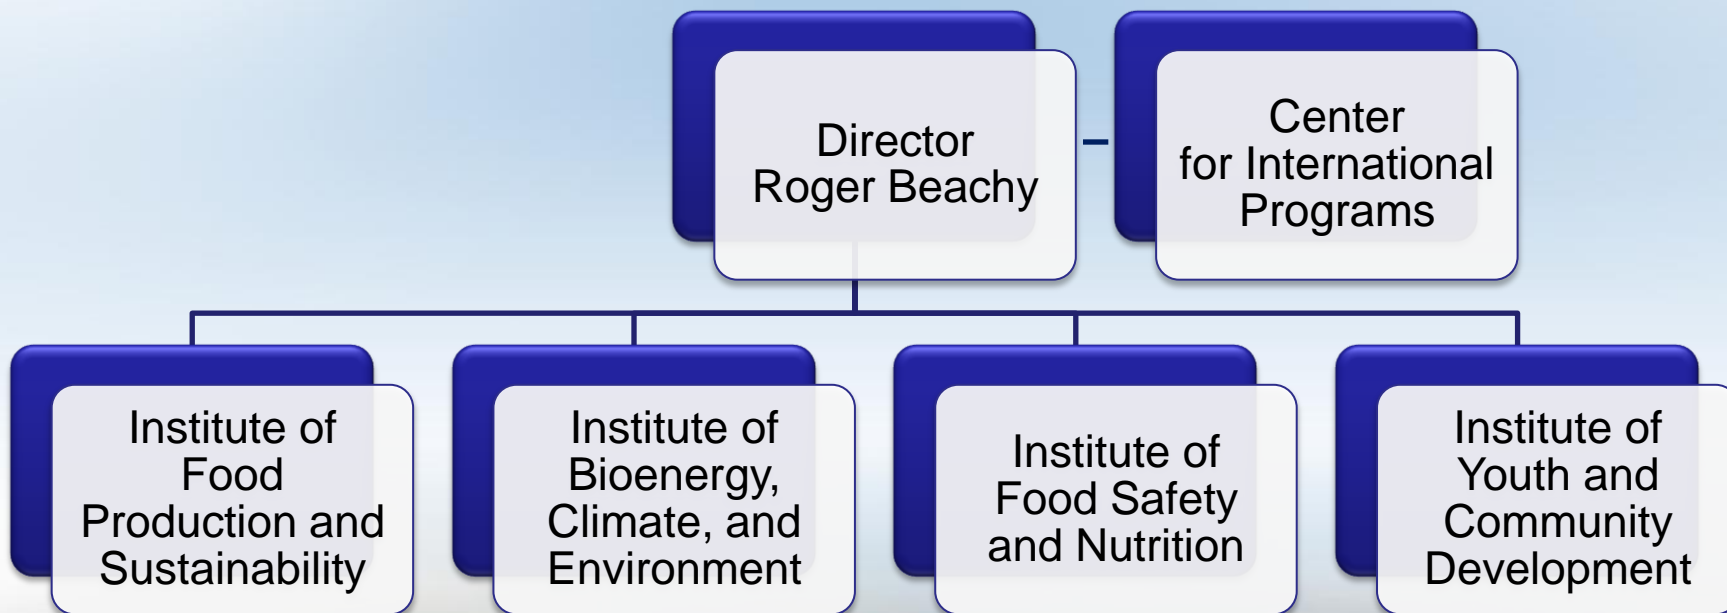 Director
Roger Beachy
Center
for International
Programs
Institute of
Food
Production and
Sustainability
Institute of
Bioenergy,
Climate, and
Environment
Institute of
Food Safety
and Nutrition
Institute of
Youth and
Community
Development